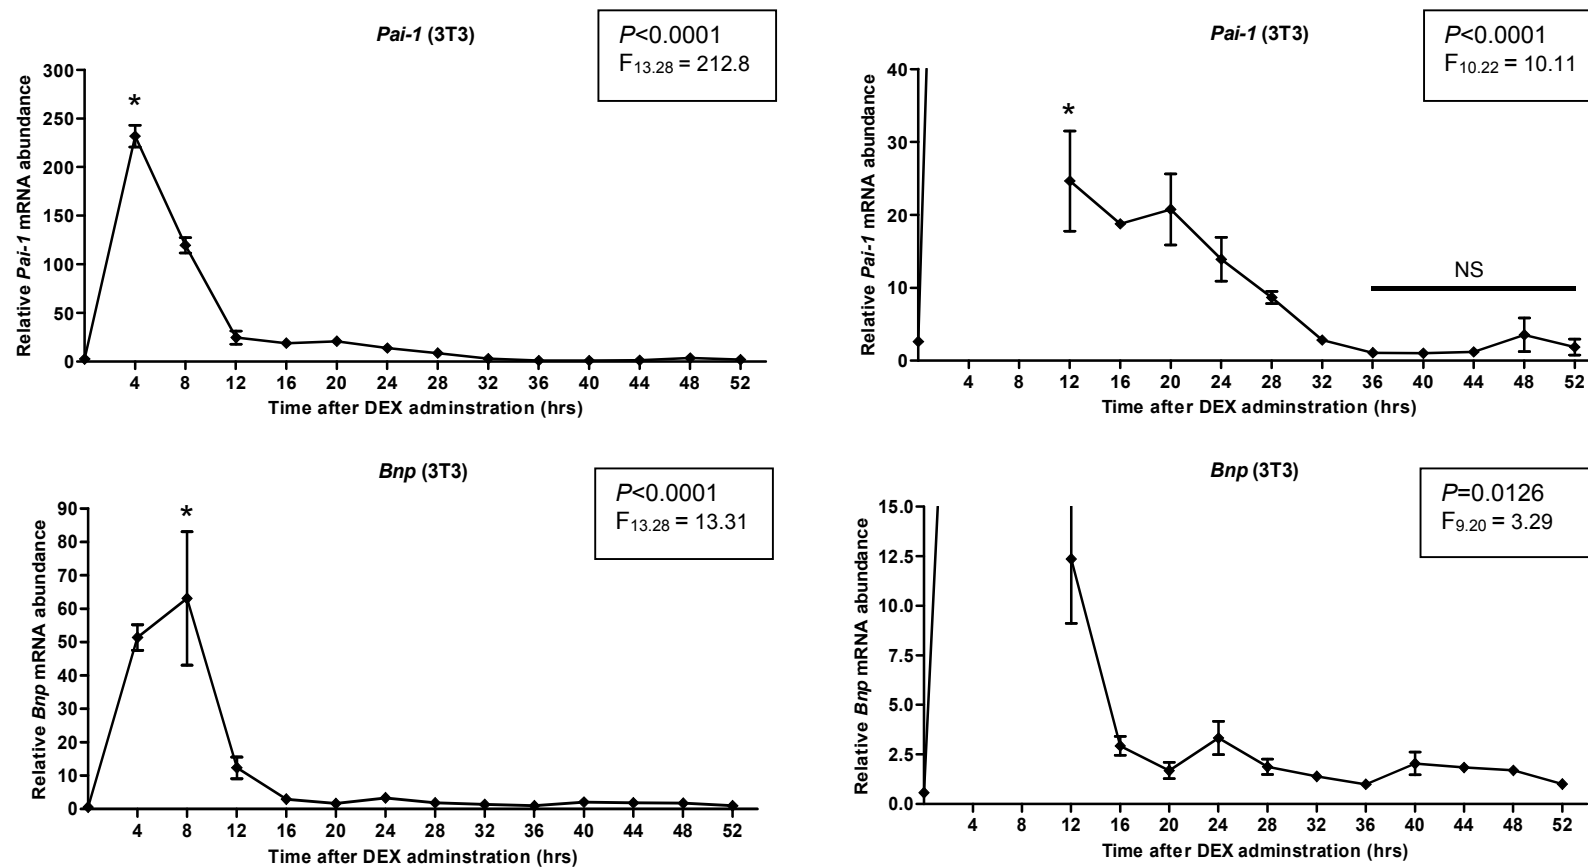 Pai-1 (3T3)
P<0.0001
F13.28 = 212.8
Relative Pai-1 mRNA abundance
300
250
200
150
100
50
0
*
4 8 12 16 20 24 28 32 36 40 44 48 52
Time after DEX adminstration (hrs)
Pai-1 (3T3)
P<0.0001
F10.22 = 10.11
Relative Pai-1 mRNA abundance
40
30
20
10
0
*
NS
4 8 12 16 20 24 28 32 36 40 44 48 52
Time after DEX adminstration (hrs)
Bnp (3T3)
P<0.0001
F13.28 = 13.31
Relative Bnp mRNA abundance
90
80
70
60
50
40
30
20
10
0
*
4 8 12 16 20 24 28 32 36 40 44 48 52
Time after DEX adminstration (hrs)
Bnp (3T3)
P=0.0126
F9.20 = 3.29
Relative Bnp mRNA abundance
15.0
12.5
10.0
7.5
5.0
2.5
0.0
4 8 12 16 20 24 28 32 36 40 44 48 52
Time after DEX adminstration (hrs)